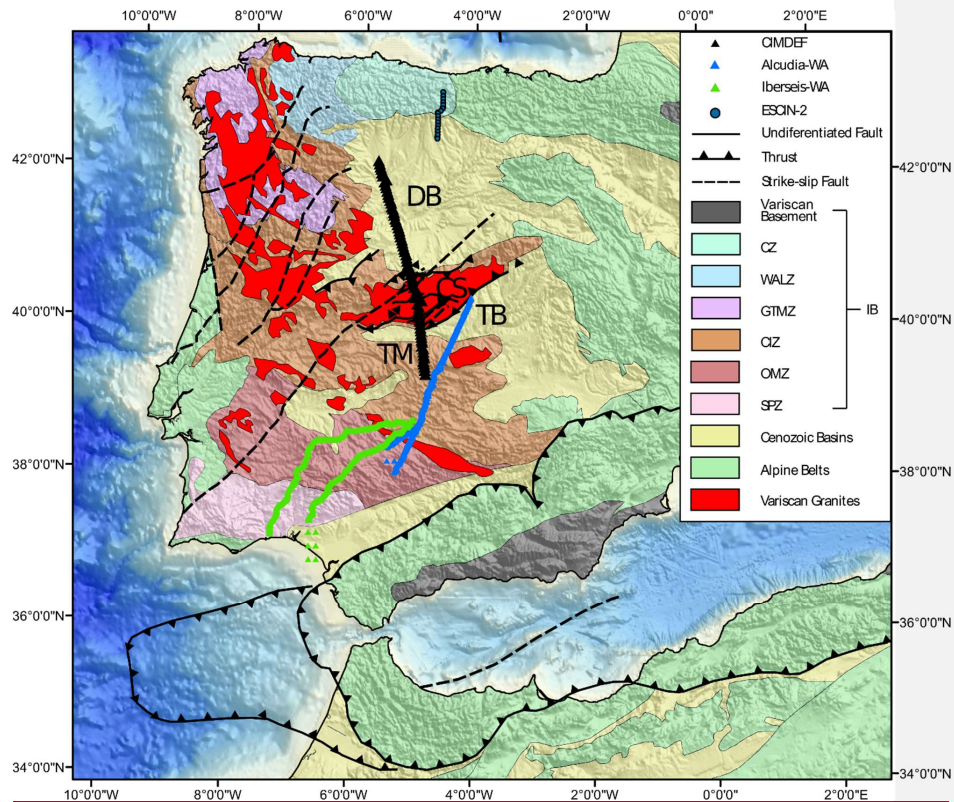 10°0'0"W 8°0'0"W 6°0'0"W 4°0'0"W 2°0'0"W 0°0'0"E 2°0'0"E
CIMDEF
Alcudia-WA
Iberseis-WA
ESCIN-2
Undiferentiated Fault
Thrust
Strike-slip Fault
Variscan
Basement
CZ
WALZ
GTMZ
IB
CIZ
OMZ
SPZ
Cenozoic Basins
Alpine Belts
Variscan Granites
42°0'0"N
42°0'0"N
DB
CS
40°0'0"N
40°0'0"N
TB
TM
38°0'0"N
38°0'0"N
36°0'0"N
36°0'0"N
34°0'0"N
34°0'0"N
10°0'0"W 8°0'0"W 6°0'0"W 4°0'0"W 2°0'0"W 0°0'0"E 2°0'0"E